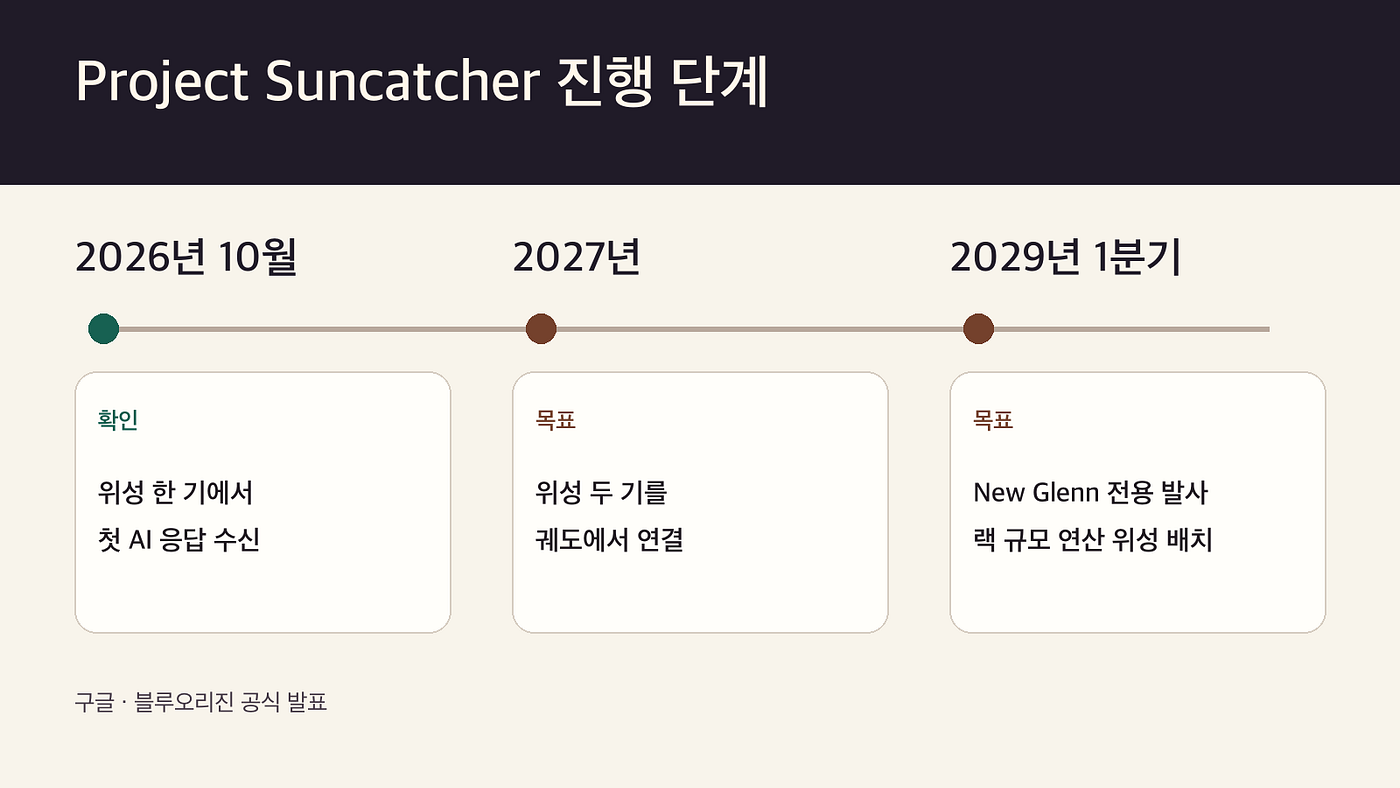 Project Suncatcher 진행 단계
2026년 10월
2027년
2029년 1분기
확인
위성 한 기에서
첫 AI 응답 수신
목표
위성 두 기를
궤도에서 연결
목표
New Glenn 전용 발사
랙 규모 연산 위성 배치
구글 · 블루오리진 공식 발표